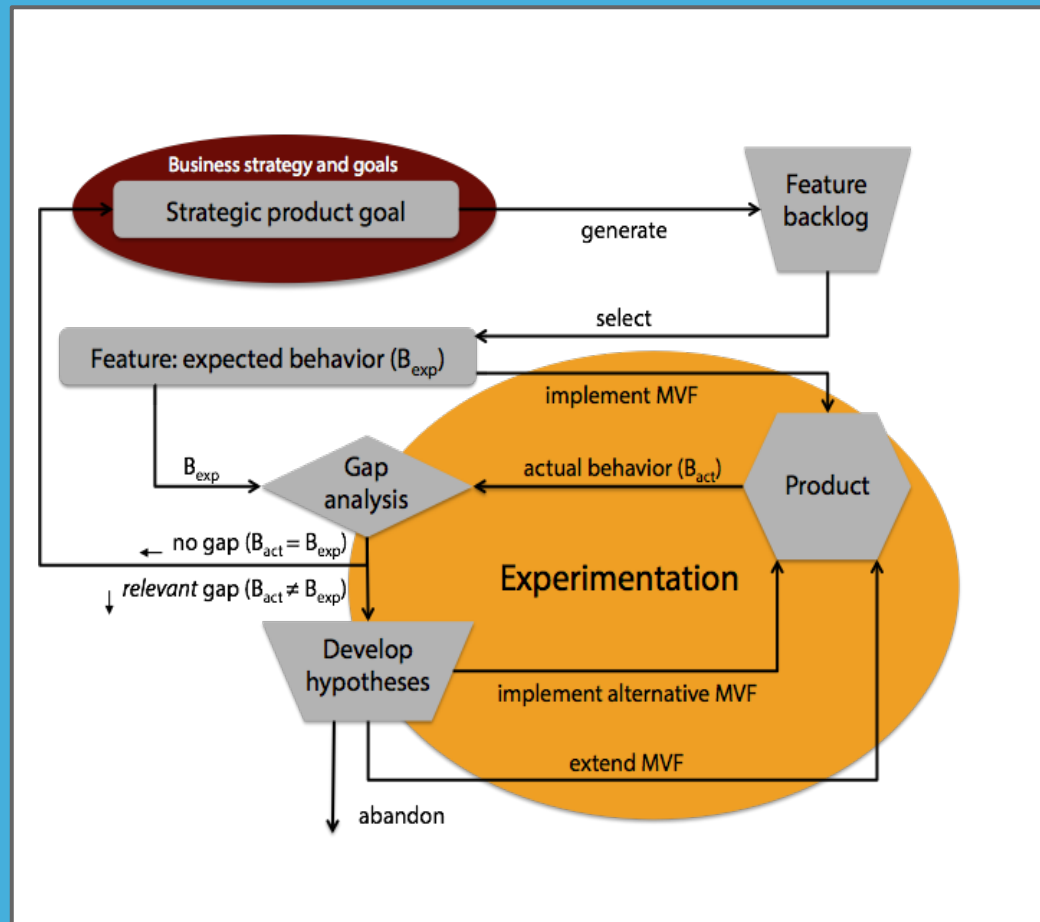 Business strategy and goals
Strategic product goal
generate
Feature
backlog
select
Feature: expected behavior (Bexp)
implement MVF
Bexp
Gap
analysis
actual behavior (Bact)
Product
← no gap (Bact = Bexp)
↓ relevant gap (Bact ≠ Bexp)
Experimentation
Develop
hypotheses
implement alternative MVF
extend MVF
abandon